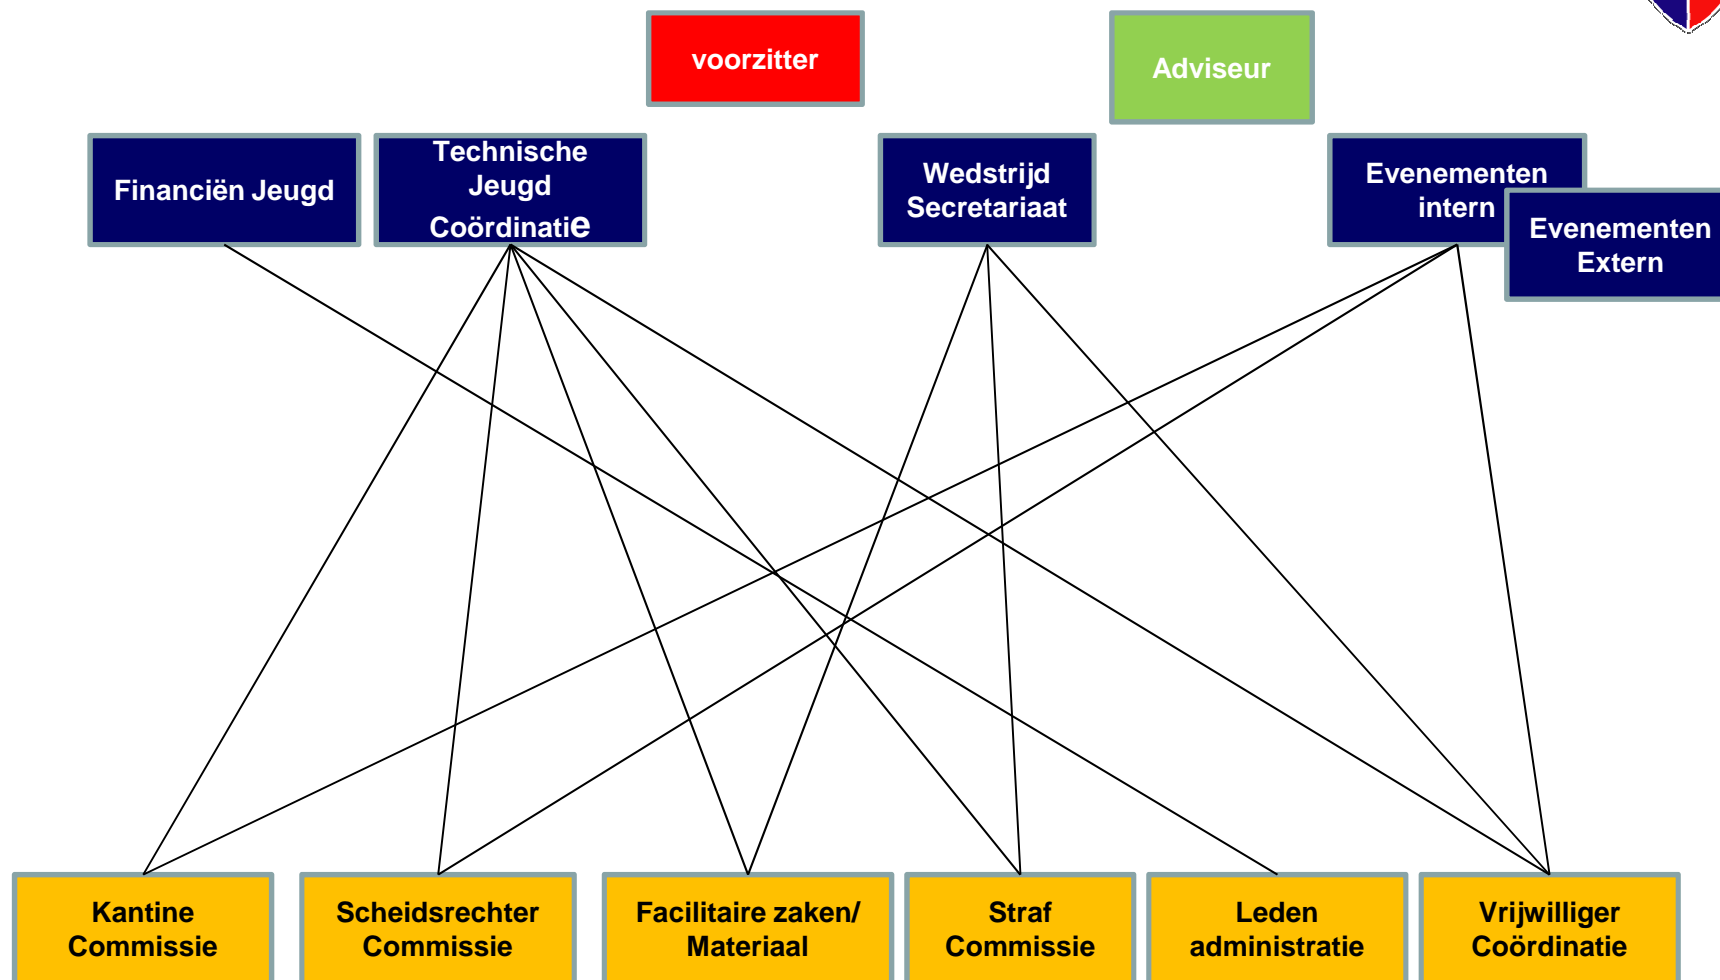 voorzitter
Adviseur
Financiën Jeugd
Technische
Jeugd
Coördinatie
Wedstrijd
Secretariaat
Evenementen
intern
Evenementen
Extern
Kantine
Commissie
Scheidsrechter
Commissie
Facilitaire zaken/
Materiaal
Straf
Commissie
Leden
administratie
Vrijwilliger
Coördinatie